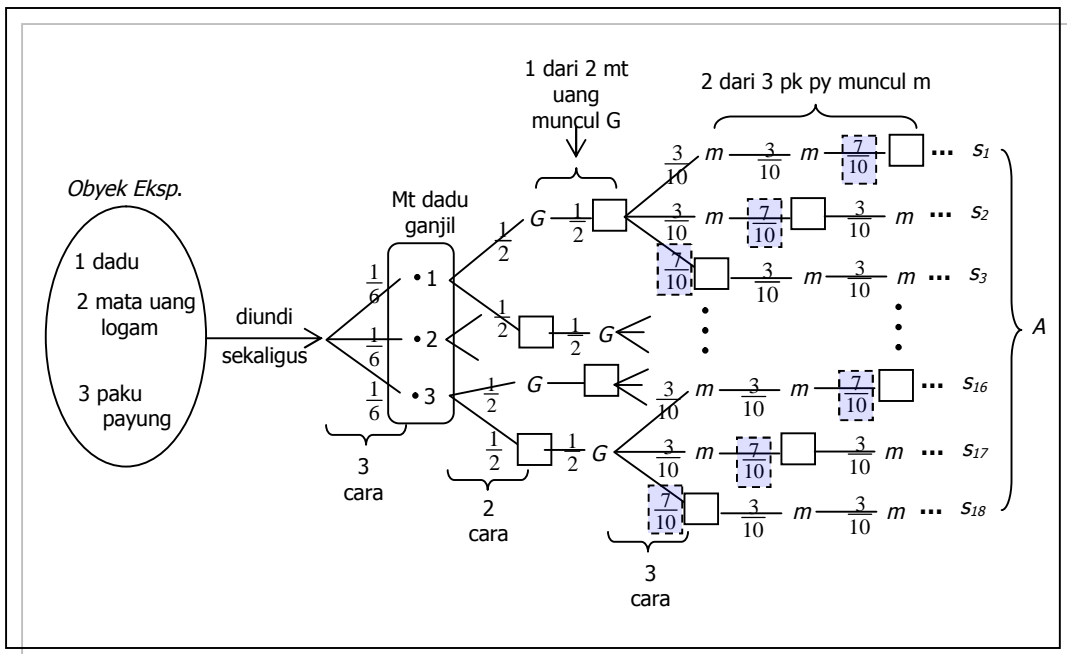 1 dari 2 mt
uang
muncul G
2 dari 3 pk py muncul m
Obyek Eksp.
1 dadu
2 mata uang
logam
3 paku
payung
diundi
sekaligus
Mt dadu
ganjil
1/6 • 1
1/6 • 2
1/6 • 3
3
cara
1/2 G 1/2
1/2 1/2 G
1/2 G
1/2 1/2 G
2
cara
3/10 m 3/10 m 7/10 ... s1
3/10 m 7/10 3/10 m ... s2
7/10 3/10 m 3/10 m ... s3
3/10 m 3/10 m 7/10 ... s16
3/10 m 7/10 3/10 m ... s17
7/10 3/10 m 3/10 m ... s18
3
cara
A